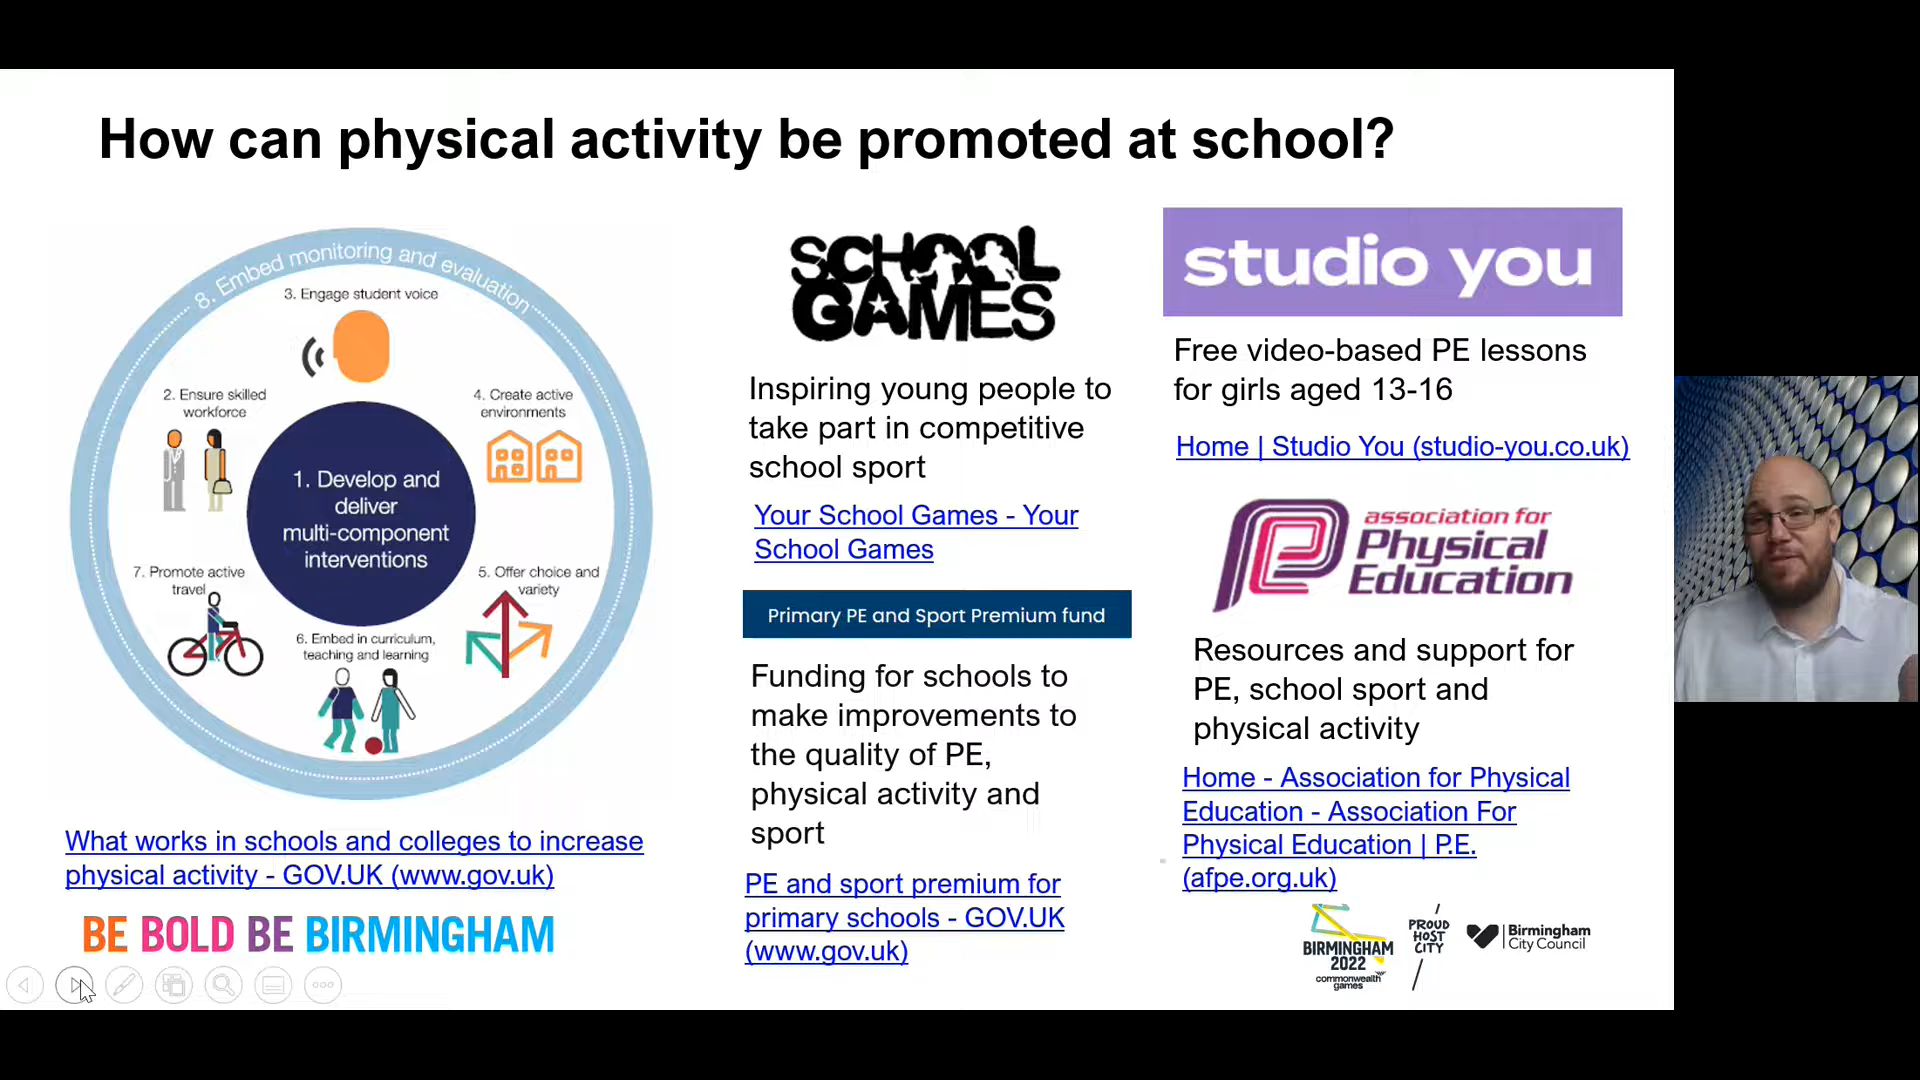 How can physical activity be promoted at school?
8. Embed monitoring and evaluation
3. Engage student voice
2. Ensure skilled
workforce
4. Create active
environments
1. Develop and
deliver
multi-component
interventions
7. Promote active
travel
5. Offer choice and
variety
6. Embed in curriculum,
teaching and learning
What works in schools and colleges to increase
physical activity - GOV.UK (www.gov.uk)
BE BOLD BE BIRMINGHAM
SCHOOL
GAMES
Inspiring young people to
take part in competitive
school sport
Your School Games - Your
School Games
Primary PE and Sport Premium fund
Funding for schools to
make improvements to
the quality of PE,
physical activity and
sport
PE and sport premium for
primary schools - GOV.UK
(www.gov.uk)
studio you
Free video-based PE lessons
for girls aged 13-16
Home | Studio You (studio-you.co.uk)
association for
Physical
Education
Resources and support for
PE, school sport and
physical activity
Home - Association for Physical
Education - Association For
Physical Education | P.E.
(afpe.org.uk)
BIRMINGHAM
2022
commonwealth
games
PROUD
HOST
CITY
Birmingham
City Council